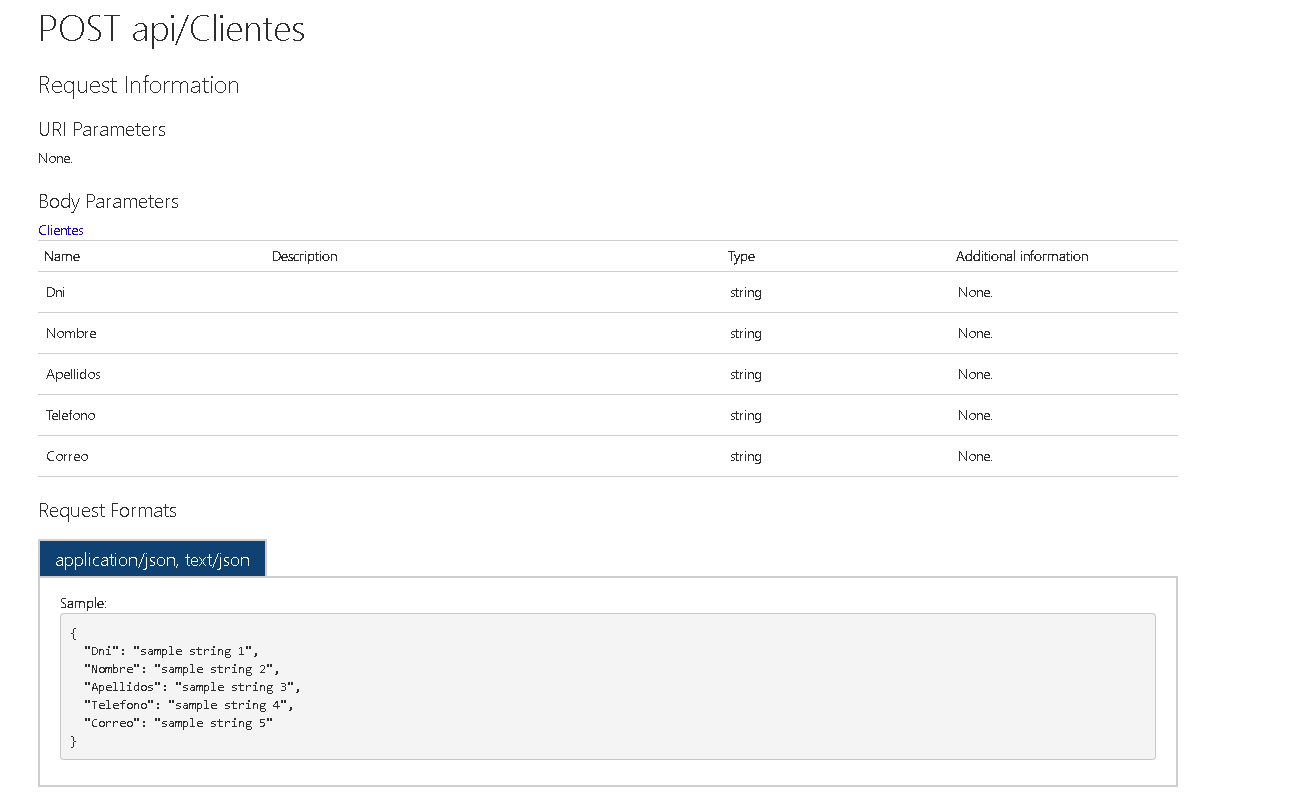 POST api/Clientes
Request Information
URI Parameters
None.
Body Parameters
Clientes
Name Description Type Additional information
Dni string None.
Nombre string None.
Apellidos string None.
Telefono string None.
Correo string None.
Request Formats
application/json, text/json
Sample:
{
  "Dni": "sample string 1",
  "Nombre": "sample string 2",
  "Apellidos": "sample string 3",
  "Telefono": "sample string 4",
  "Correo": "sample string 5"
}